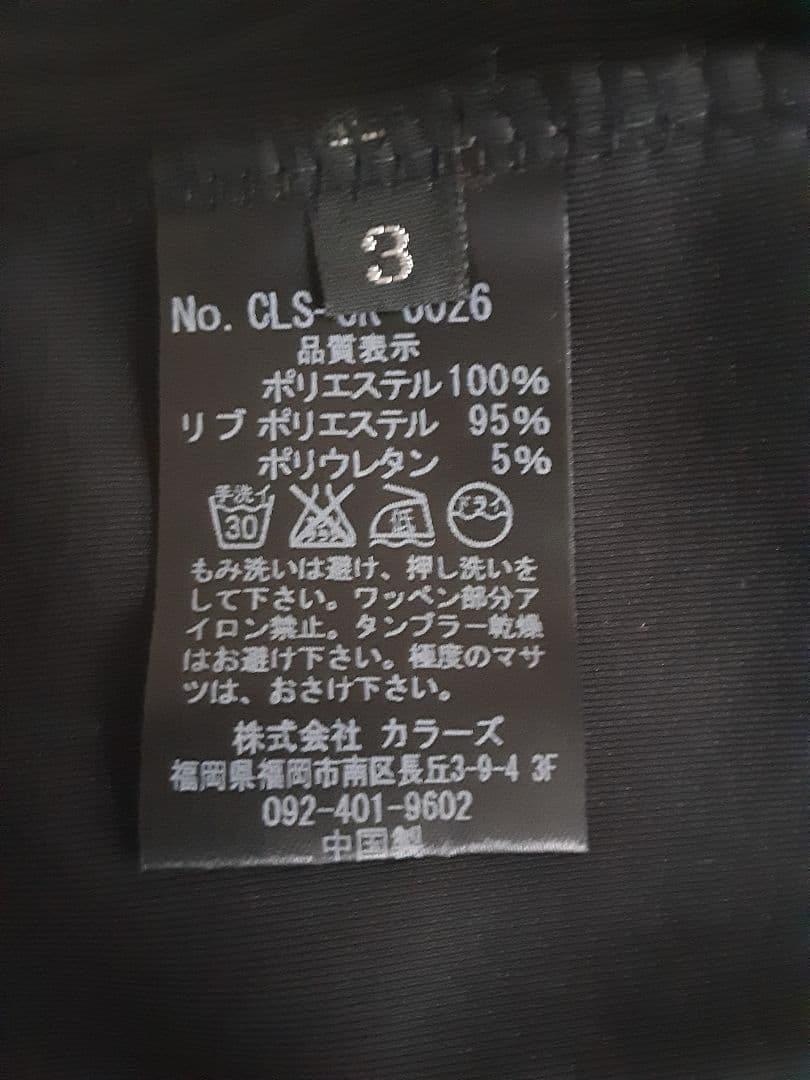 3
No. CLS-
品質表示
ポリエステル100%
リブ ポリエステル 95%
ポリウレタン 5%
手洗イ 30 低 ドライ
もみ洗いは避け、押し洗いを
して下さい。ワッペン部分ア
イロン禁止。タンブラー乾燥
はお避け下さい。極度のマサ
ツは、おさけ下さい。
株式会社 カラーズ
福岡県福岡市南区長丘3-9-4 3F
092-401-9602
中国製